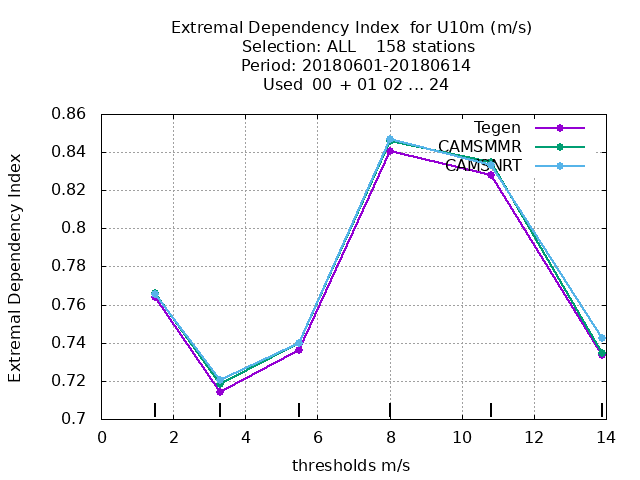 Extremal Dependency Index for U10m (m/s)
Selection: ALL 158 stations
Period: 20180601-20180614
Used 00 + 01 02 ... 24
Extremal Dependency Index
0.86
0.84
0.82
0.8
0.78
0.76
0.74
0.72
0.7
Tegen
CAMSMMR
CAMSNRT
0 2 4 6 8 10 12 14
thresholds m/s